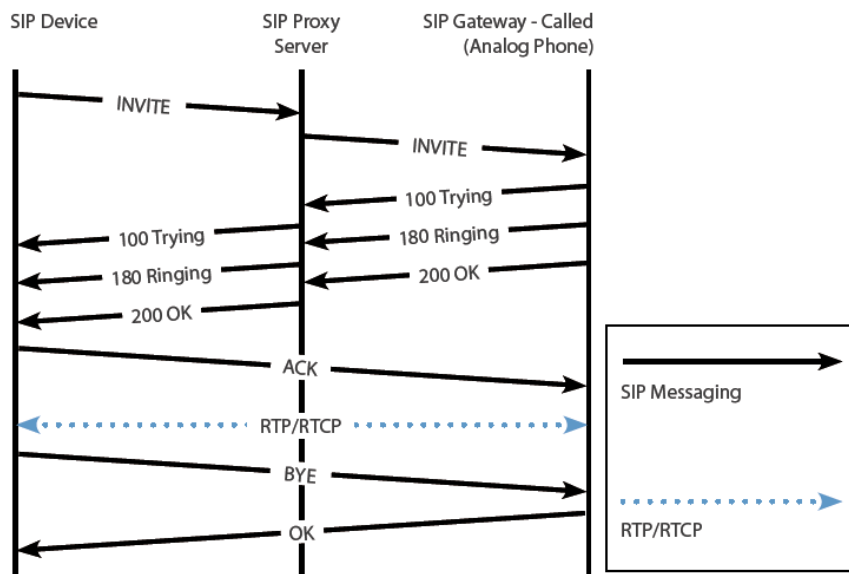 SIP Device
SIP Proxy
Server
SIP Gateway - Called
(Analog Phone)
INVITE
INVITE
100 Trying
100 Trying
180 Ringing
180 Ringing
200 OK
200 OK
ACK
SIP Messaging
RTP/RTCP
BYE
OK
RTP/RTCP